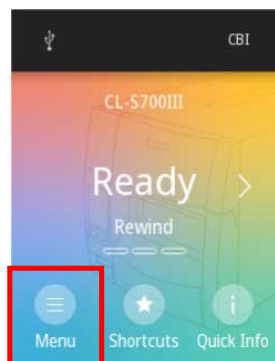 CBI
CL-S700III
Ready
Rewind
Menu Shortcuts Quick Info